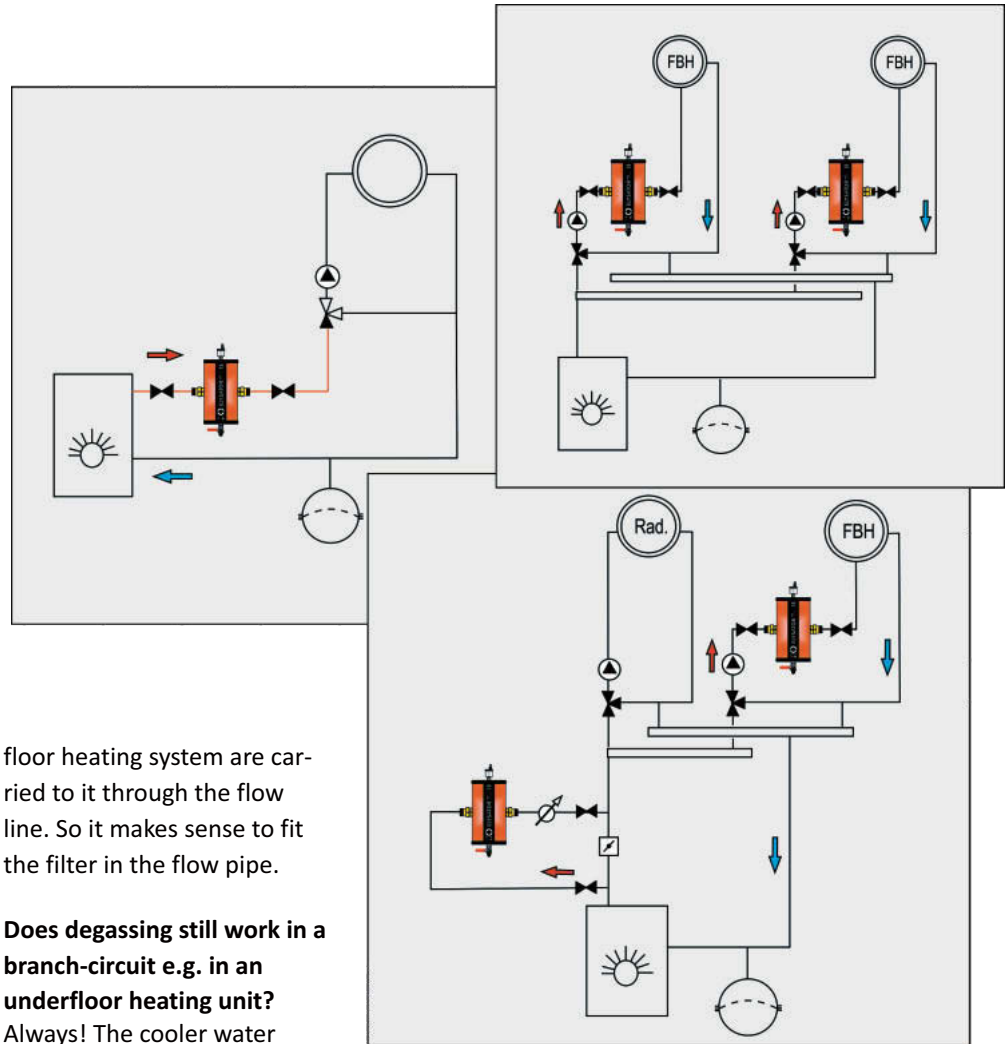 FBH
FBH
Rad.
FBH
floor heating system are car-
ried to it through the flow
line. So it makes sense to fit
the filter in the flow pipe.
Does degassing still work in a
branch-circuit e.g. in an
underfloor heating unit?
Always! The cooler water